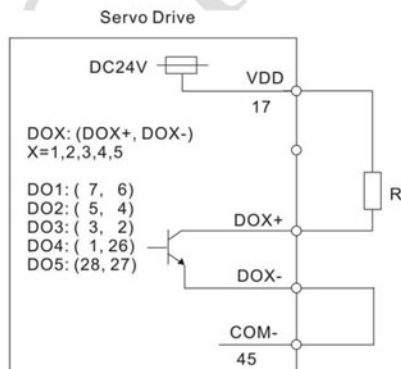 Servo Drive
DC24V
VDD
17
DOX: (DOX+, DOX-)
X=1,2,3,4,5
DO1: ( 7, 6)
DO2: ( 5, 4)
DO3: ( 3, 2)
DO4: ( 1, 26)
DO5: (28, 27)
R
DOX+
DOX-
COM-
45